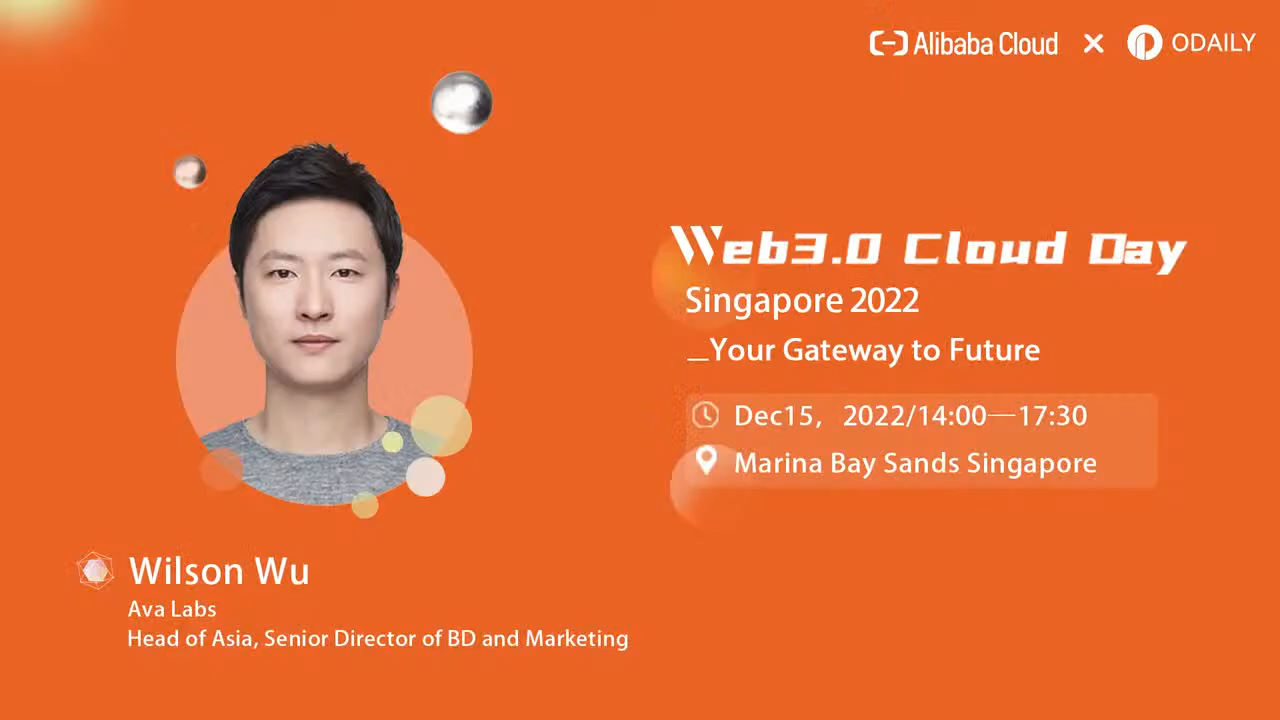 Alibaba Cloud × ODAILY
Web3.0 Cloud Day
Singapore 2022
—Your Gateway to Future
Dec15， 2022/14:00—17:30
Marina Bay Sands Singapore
Wilson Wu
Ava Labs
Head of Asia, Senior Director of BD and Marketing